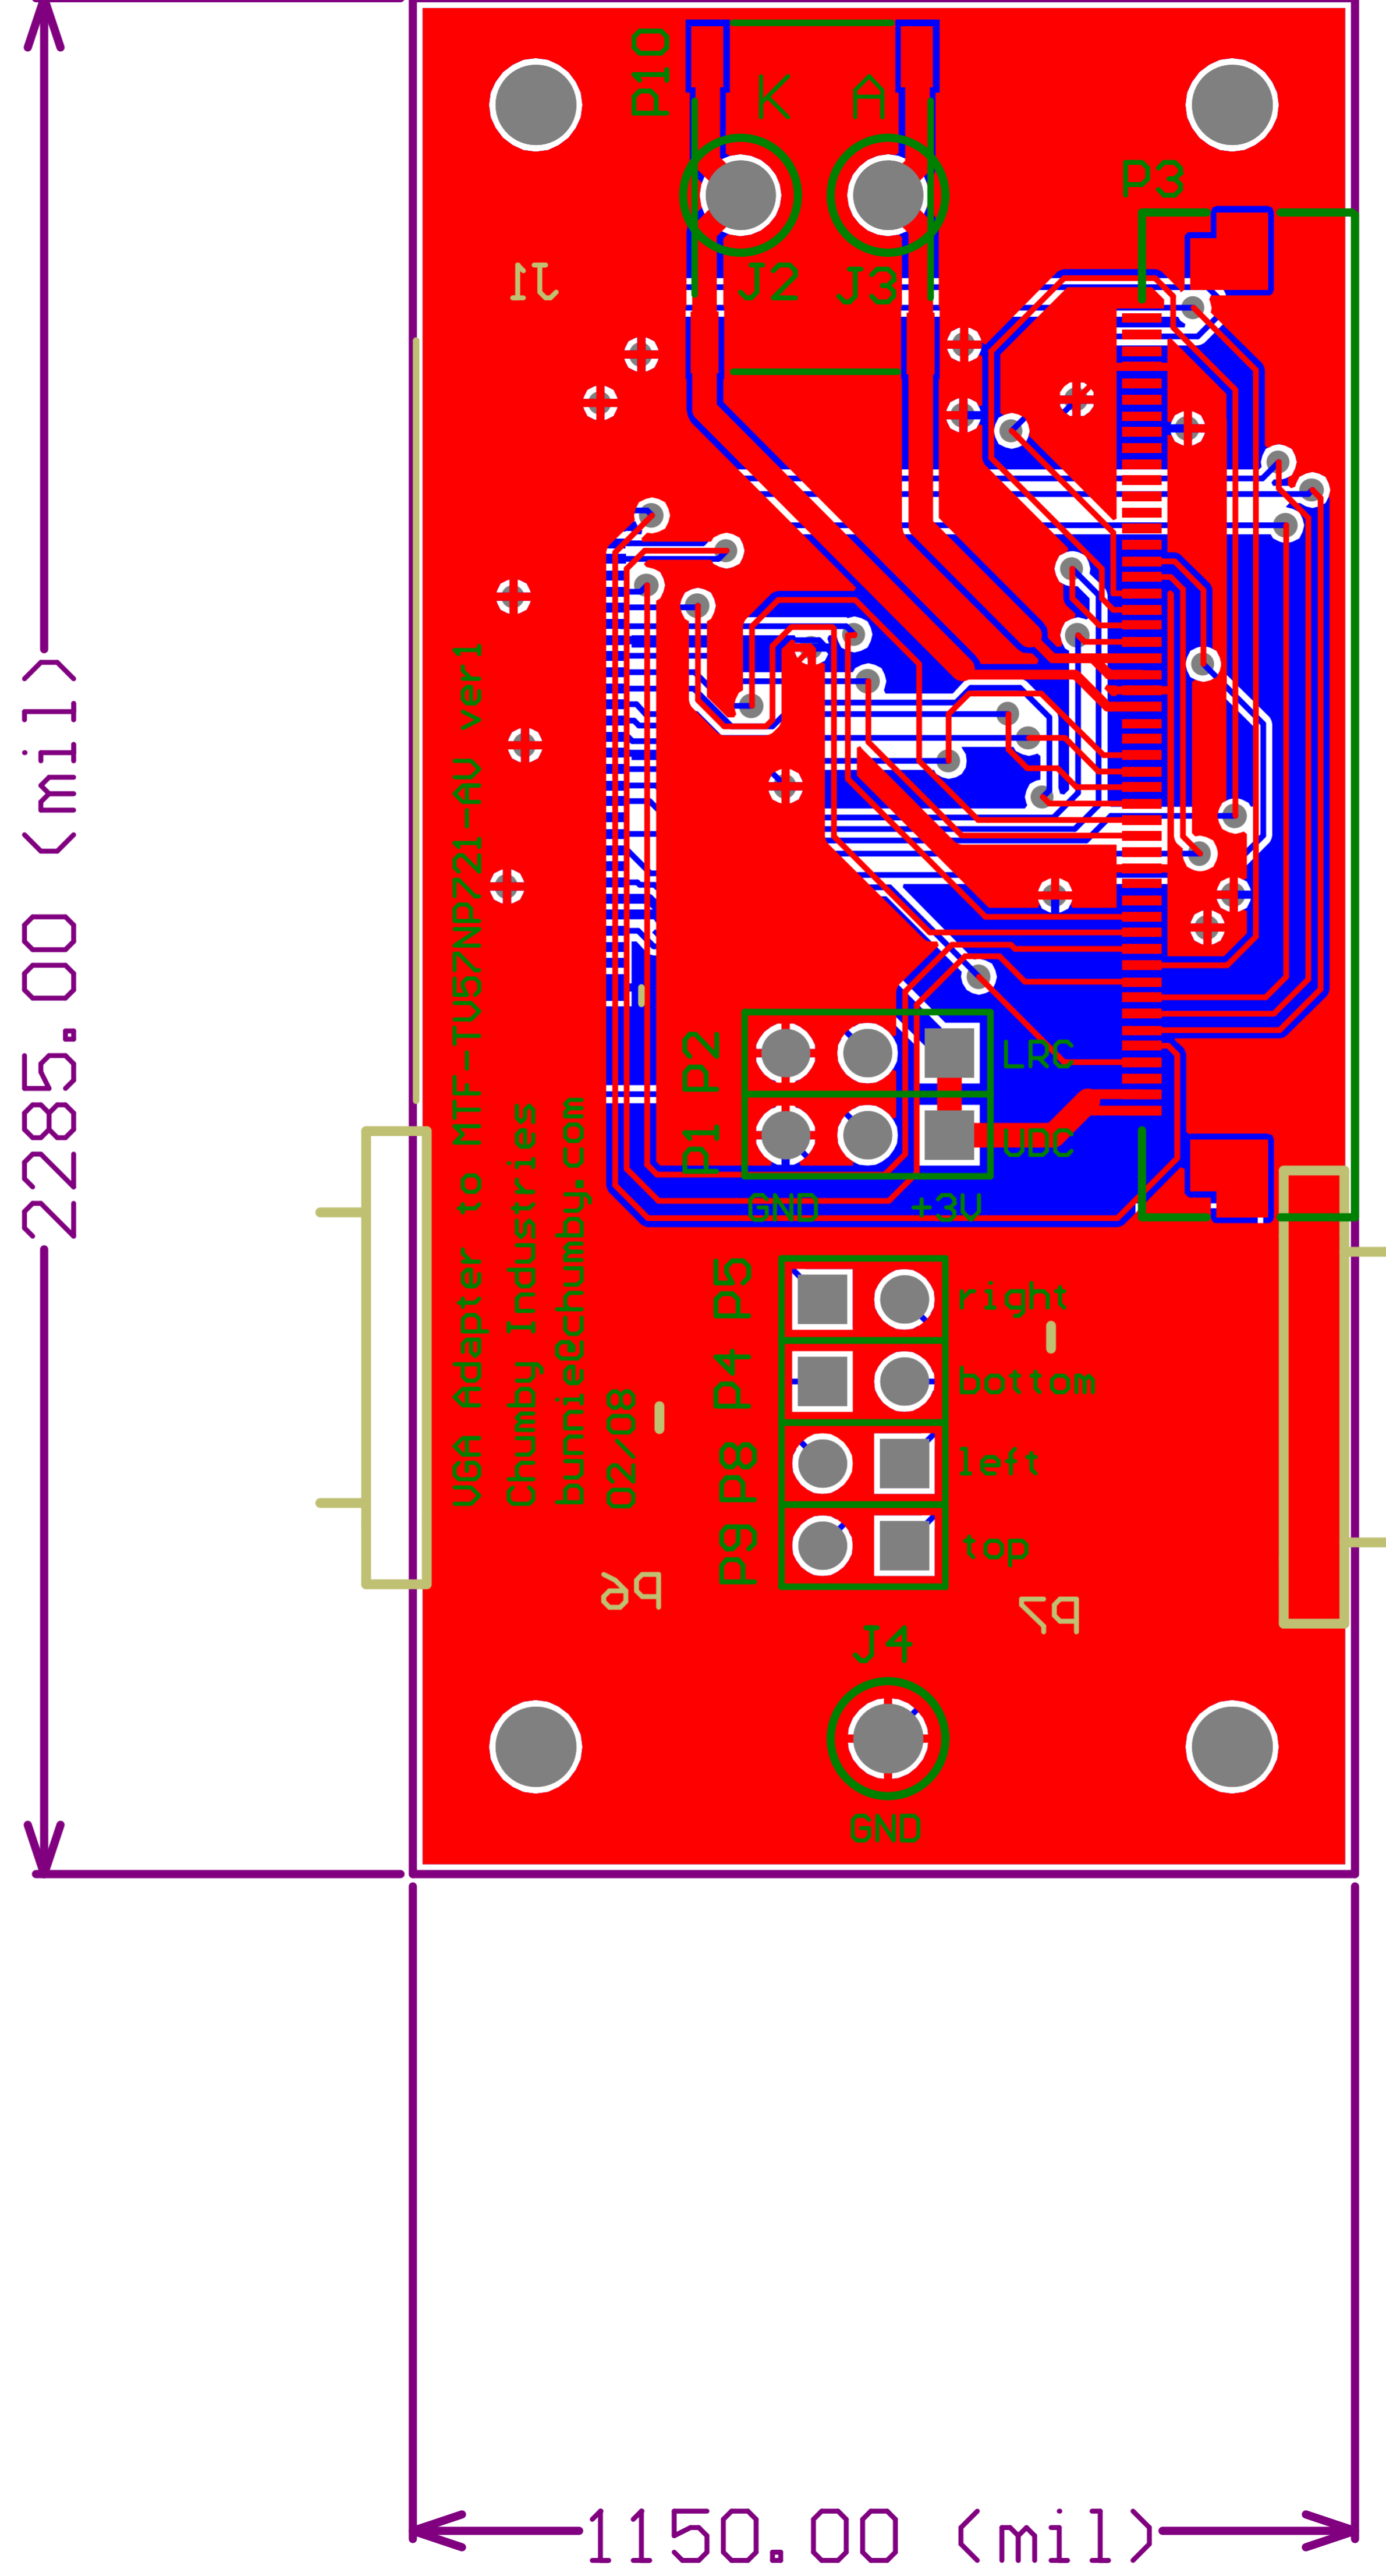 P10
K A
P3
J2 J3
J1
2285.00 (mil)
VGA Adapter to MTF-TV57NP721-AV ver1
Chumby Industries
bunnie@chumby.com
02/08
P2
LRC
P1
UDC
GND +3V
P5
right
P4
bottom
P8
left
P9
top
P6
P7
J4
GND
1150.00 (mil)